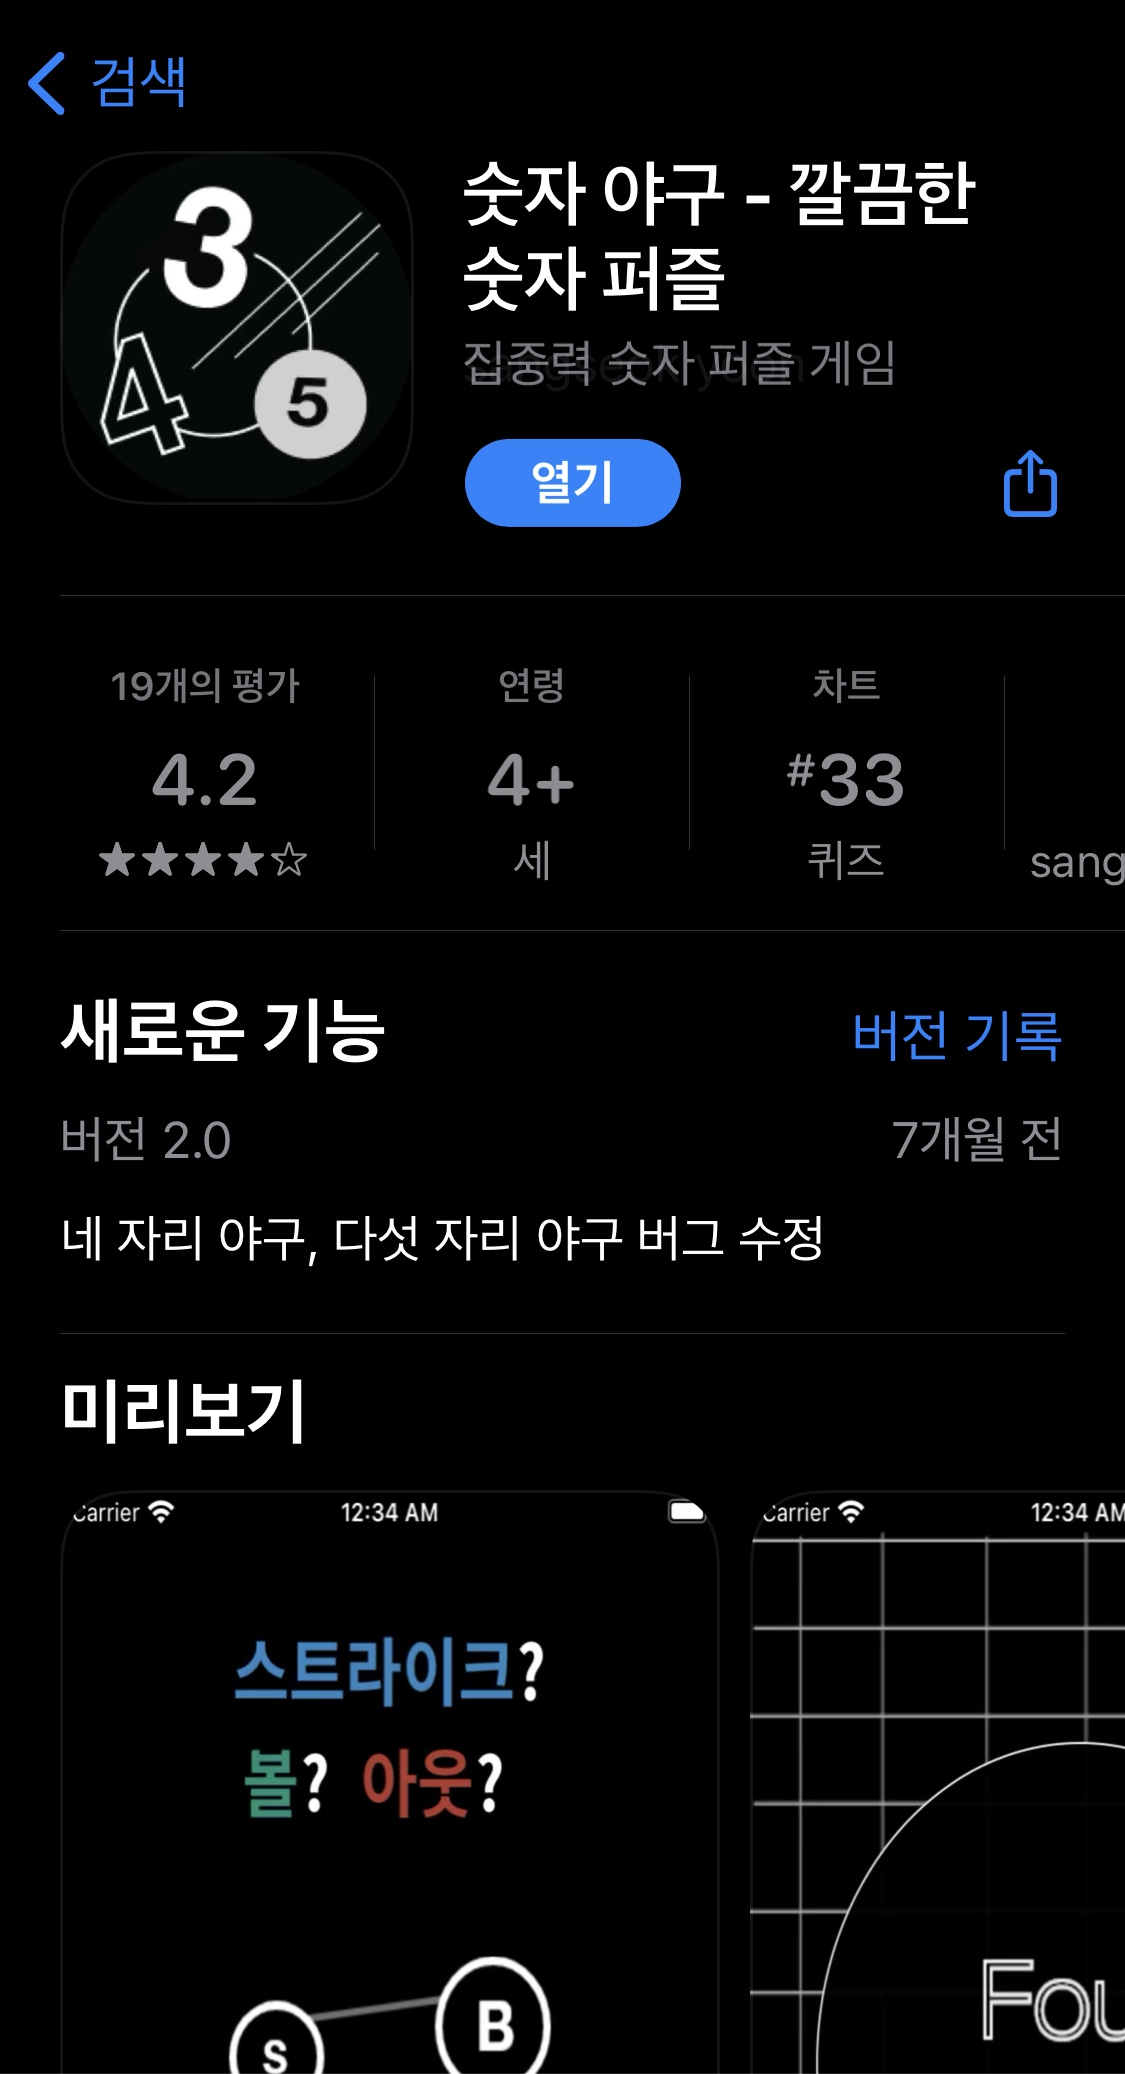 검색
3
4
5
숫자 야구 - 깔끔한
숫자 퍼즐
집중력 숫자 퍼즐 게임
열기
19개의 평가
연령
차트
4.2
4+
#33
세
퀴즈
sang
새로운 기능
버전 기록
버전 2.0
7개월 전
네 자리 야구, 다섯 자리 야구 버그 수정
미리보기
Carrier
12:34 AM
Carrier
12:34 AM
스트라이크?
볼? 아웃?
B
S
Fou